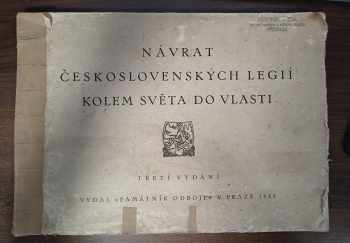 NÁVRAT
ČESKOSLOVENSKÝCH LEGIÍ
KOLEM SVĚTA DO VLASTI
TŘETÍ VYDÁNÍ
VYDAL »PAMÁTNÍK ODBOJE« V PRAZE